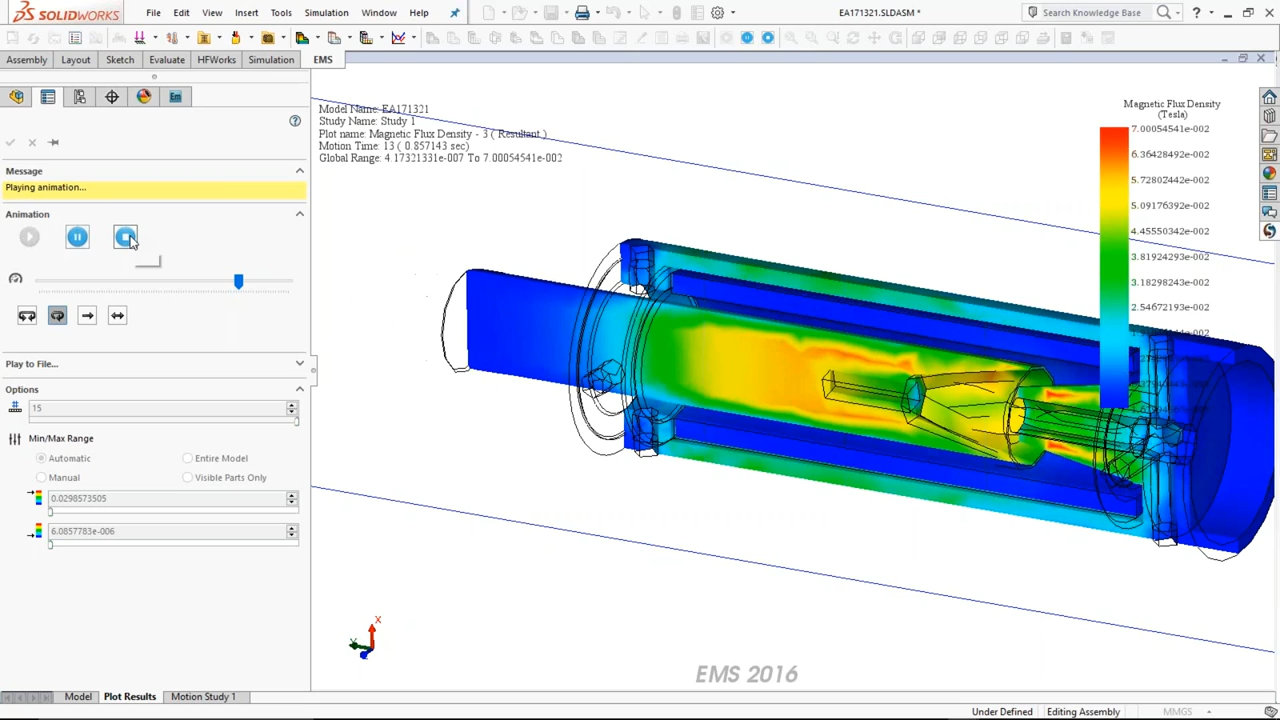 SOLIDWORKS File Edit View Insert Tools Simulation Window Help EA171321.SLDASM * Search Knowledge Base
Assembly Layout Sketch Evaluate HFWorks Simulation EMS
Message
Playing animation...
Animation
Play to File...
Options
15
Min/Max Range
Automatic Entire Model
Manual Visible Parts Only
0.0298573505
6.0857783e-006
Model Name: EA171321
Study Name: Study 1
Plot name: Magnetic Flux Density - 3 ( Resultant )
Motion Time: 13 ( 0.857143 sec)
Global Range: 4.17321331e-007 To 7.00054541e-002
Magnetic Flux Density
(Tesla)
7.00054541e-002
6.36428492e-002
5.72802442e-002
5.09176392e-002
4.45550342e-002
3.81924293e-002
3.18298243e-002
X
EMS 2016
Model Plot Results Motion Study 1
Under Defined Editing Assembly MMGS